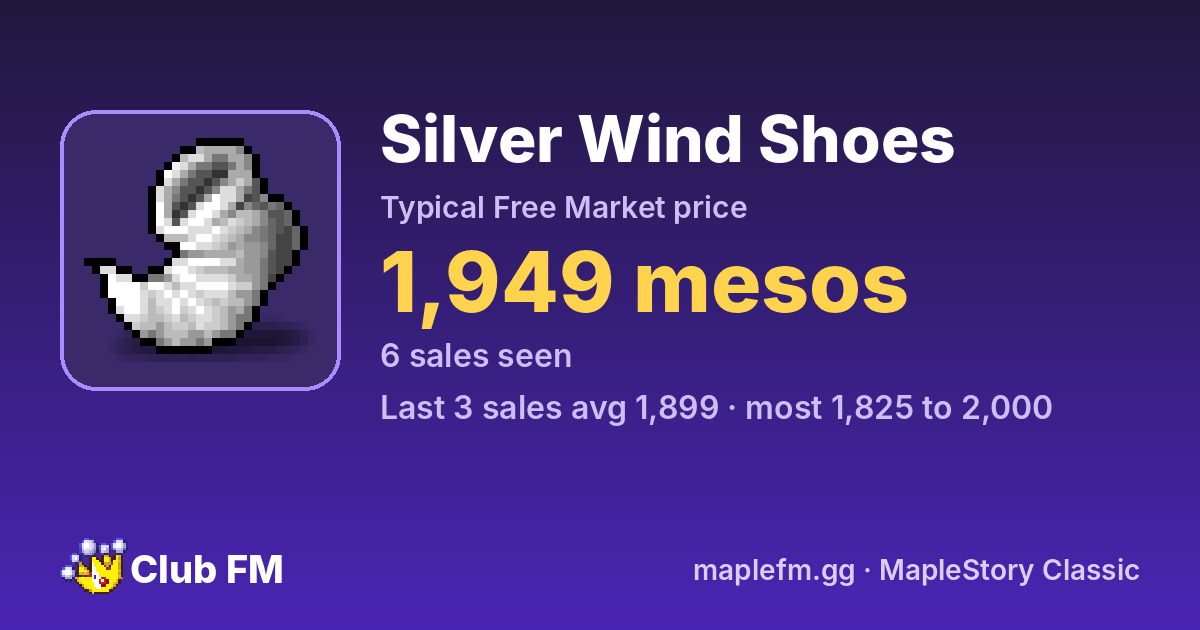 Silver Wind Shoes
Typical Free Market price
1,949 mesos
6 sales seen
Last 3 sales avg 1,899 · most 1,825 to 2,000
Club FM
maplefm.gg · MapleStory Classic